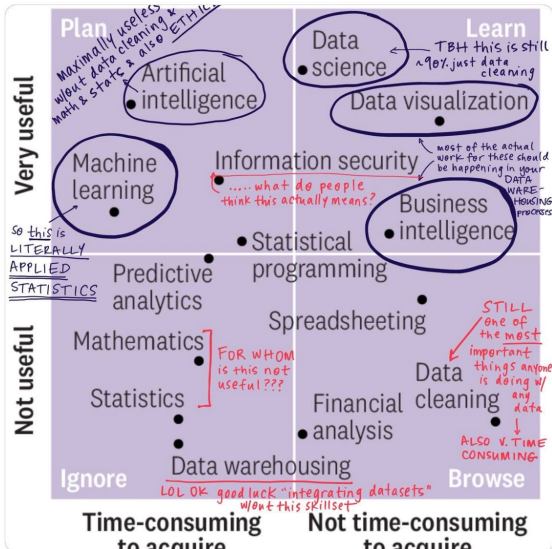 Plan
Learn
maximally useless
w/out data cleaning &
math & stats & also ETHICS
Data
science
TBH this is still
~90% just data
cleaning
Artificial
intelligence
Data visualization
most of the actual
work for these should
be happening in your
DATA
WARE-
HOUSING
PROCESSES
Very useful
Machine
learning
Information security
..... what do people
think this actually means?
Business
intelligence
So this is
LITERALLY
APPLIED
STATISTICS
Statistical
programming
Predictive
analytics
Spreadsheeting
Not useful
Mathematics
Statistics
FOR WHOM
is this not
useful???
STILL
one of
the most
important
things anyone
is doing w/
any
data
ALSO V. TIME
CONSUMING
Data
cleaning
Financial
analysis
Data warehousing
LOL OK good luck "integrating datasets"
w/out this skillset
Ignore
Browse
Time-consuming
to acquire
Not time-consuming
to acquire